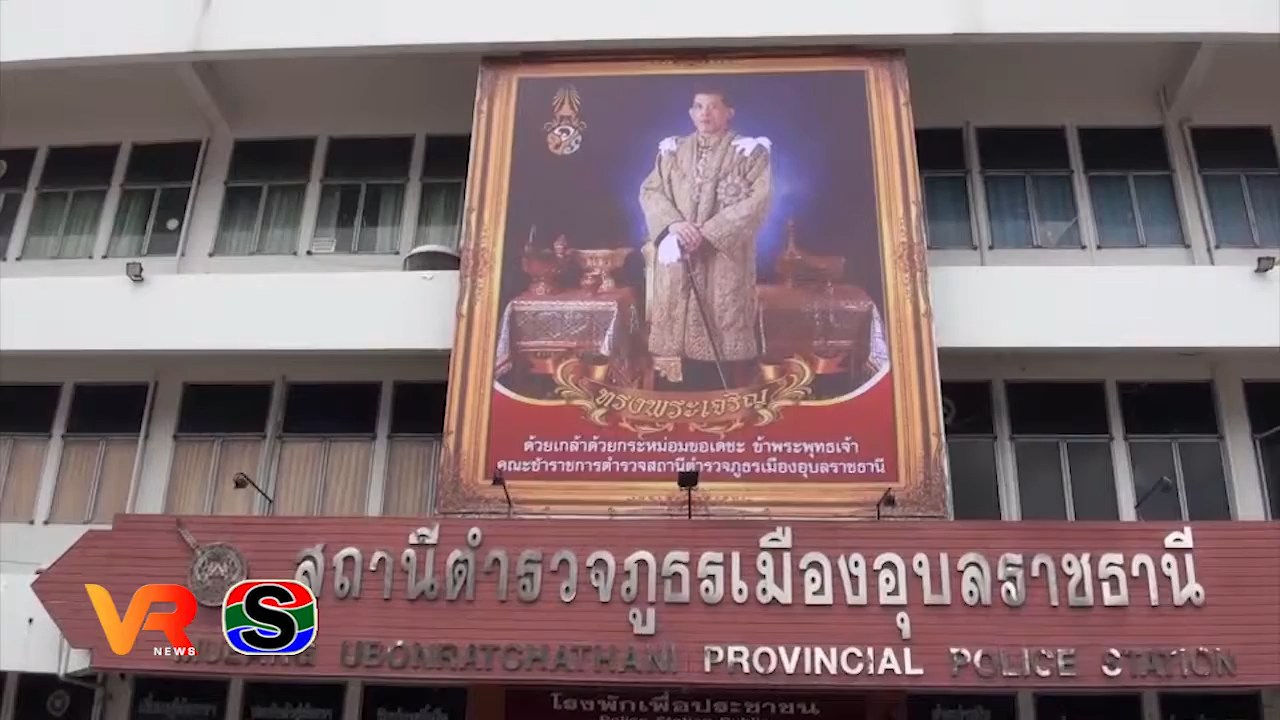 ทรงพระเจริญ
ด้วยเกล้าด้วยกระหม่อมขอเดชะ ข้าพระพุทธเจ้า
คณะข้าราชการตำรวจสถานีตำรวจภูธรเมืองอุบลราชธานี
สถานีตำรวจภูธรเมืองอุบลราชธานี
VR NEWS
S
MUEANG UBONRATCHATHANI PROVINCIAL POLICE STATION
โรงพักเพื่อประชาชน